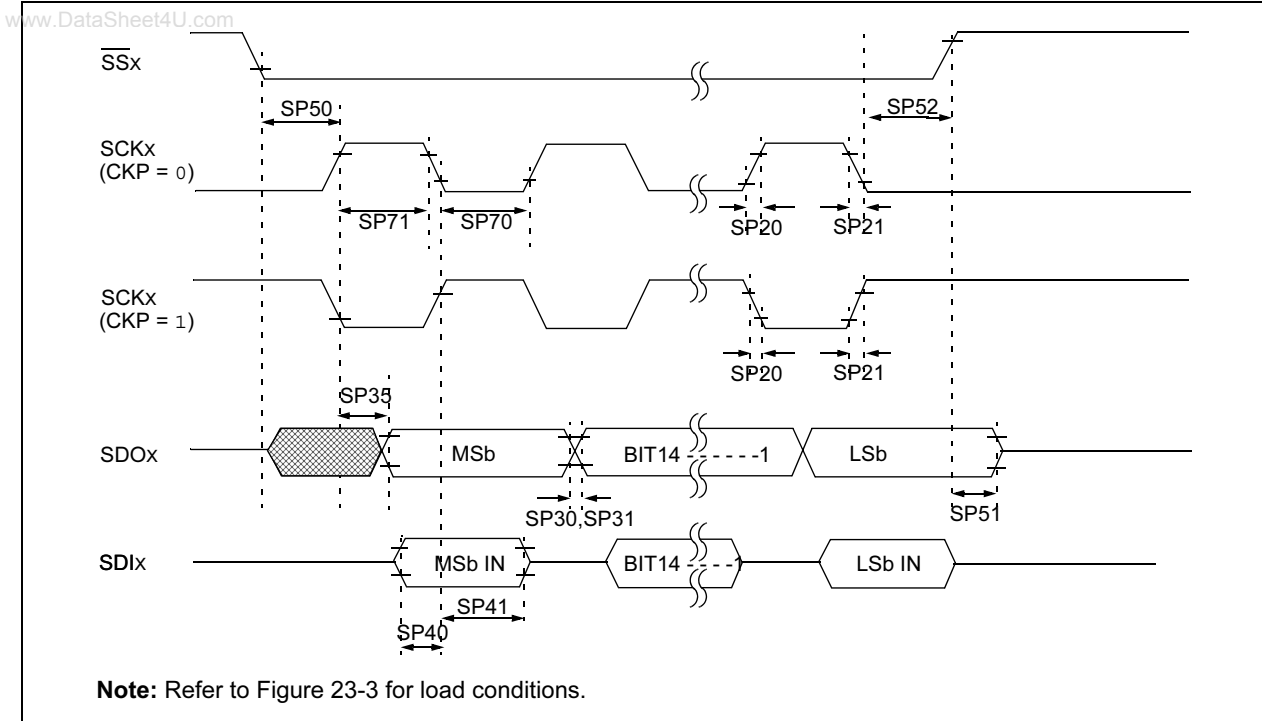 www.DataSheet4U.com
SSx
SP50
SP52
SCKx
(CKP = 0)
SP71
SP70
SP20
SP21
SCKx
(CKP = 1)
SP20
SP21
SP35
SDOx
MSb
BIT14 - - - - - -1
LSb
SP30,SP31
SP51
SDIx
MSb IN
BIT14 - - - -1
LSb IN
SP41
SP40
Note: Refer to Figure 23-3 for load conditions.